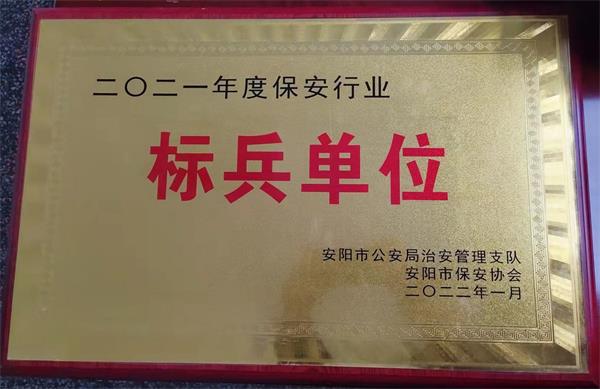 二〇二一年度保安行业
标兵单位
安阳市公安局治安管理支队
安阳市保安协会
二〇二二年一月